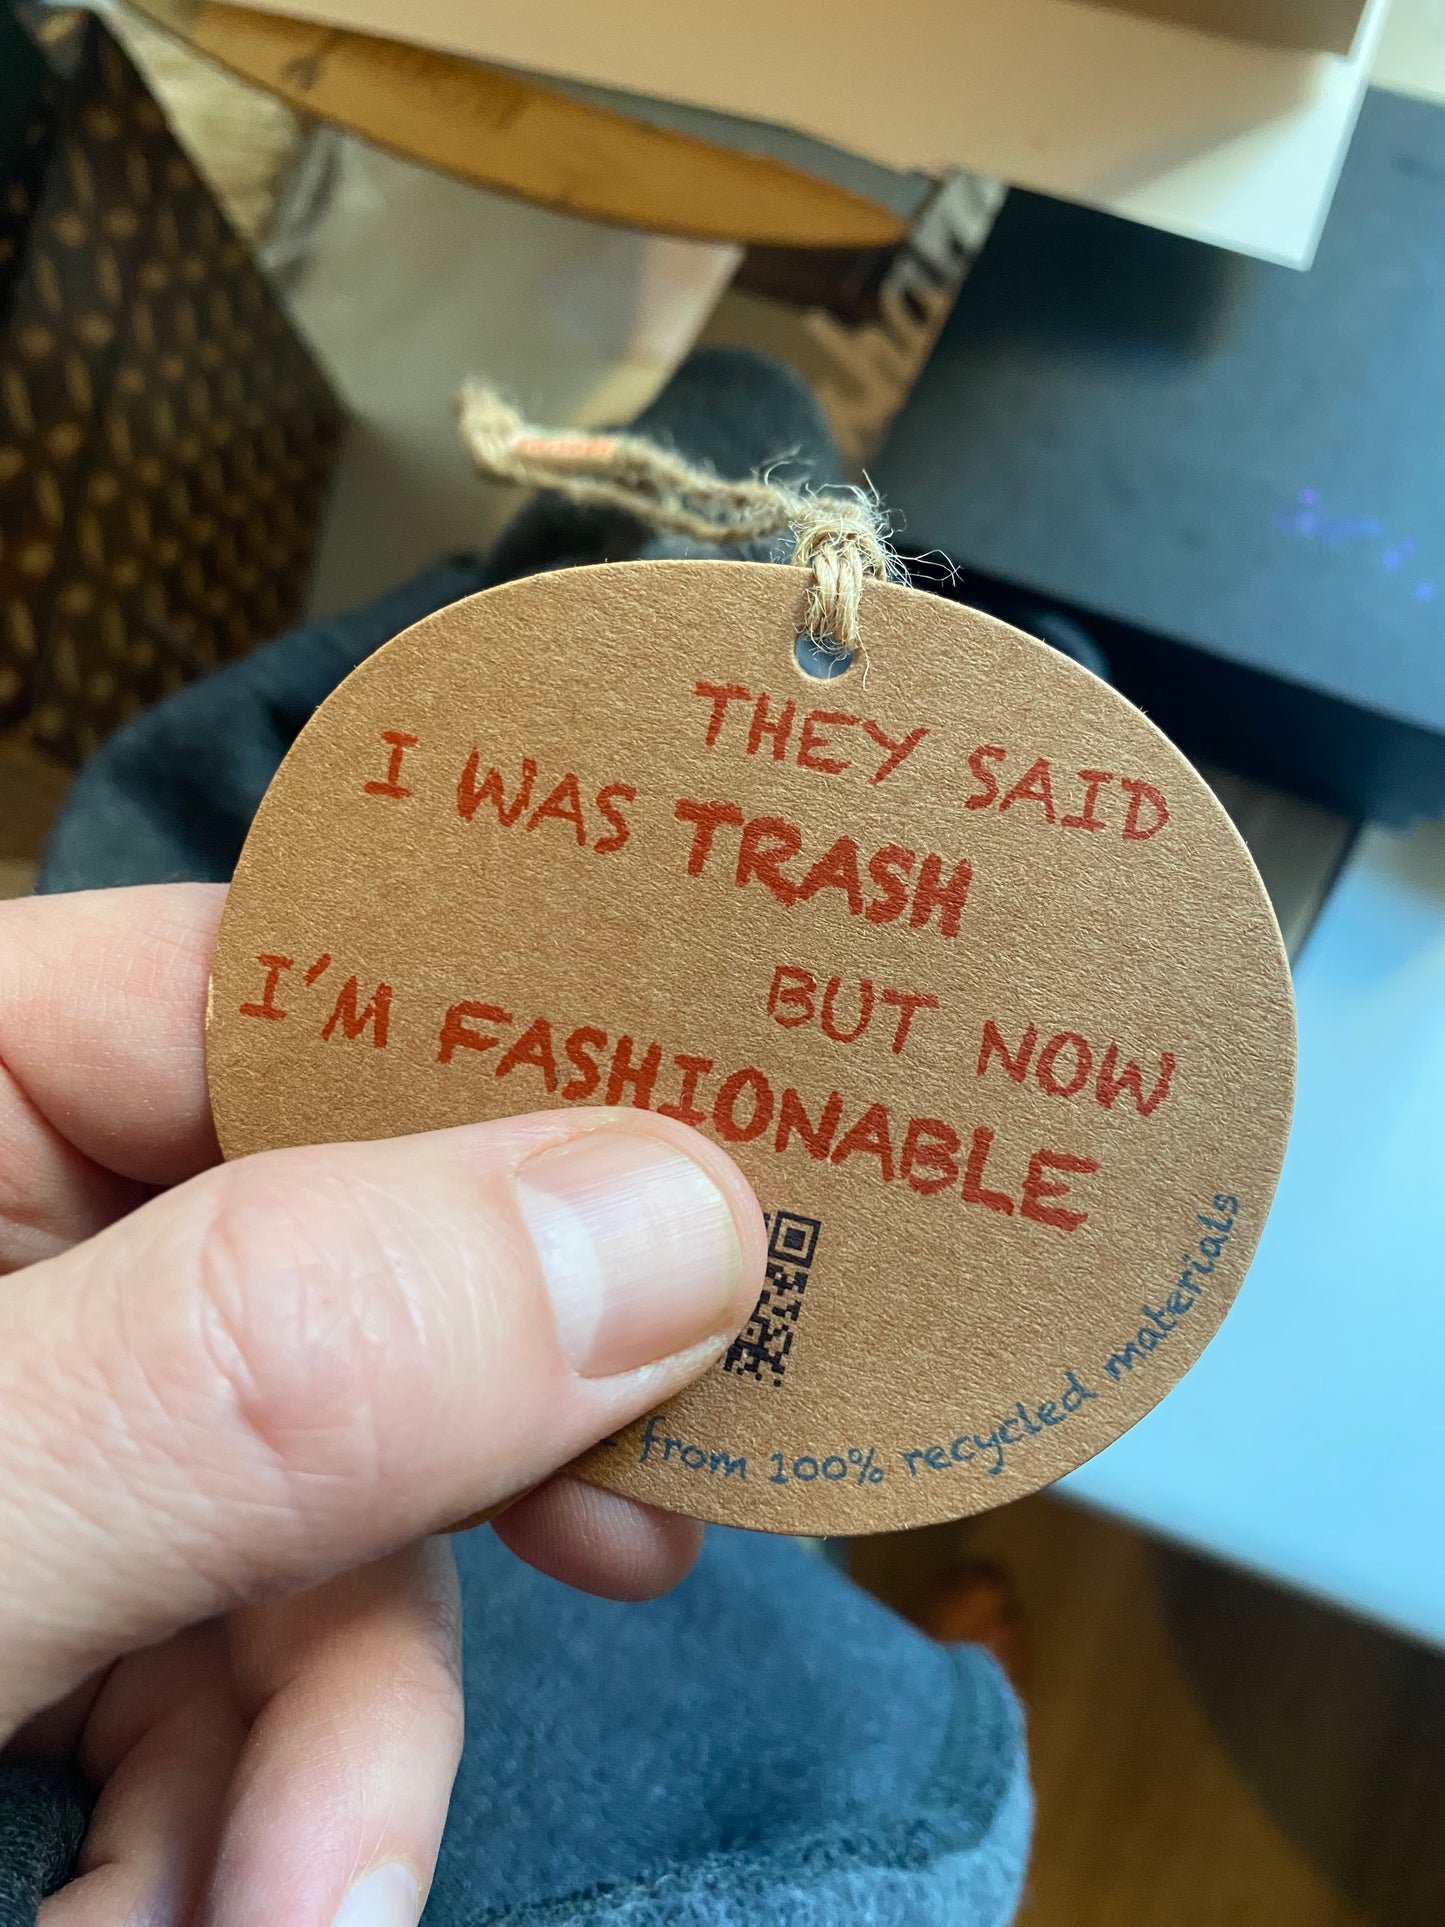 THEY SAID
I WAS TRASH
BUT NOW
I'M FASHIONABLE
from 100% recycled materials